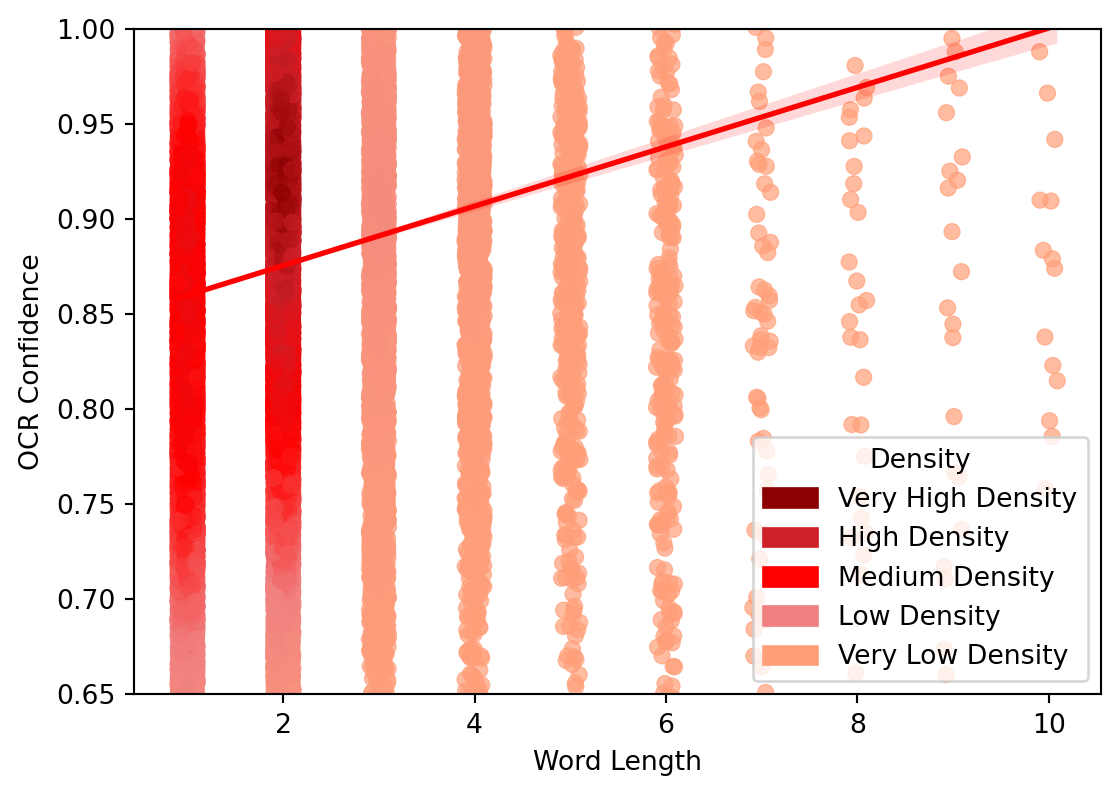 1.00
0.95
0.90
0.85
0.80
0.75
0.70
0.65
OCR Confidence
2
4
6
8
10
Word Length
Density
Very High Density
High Density
Medium Density
Low Density
Very Low Density